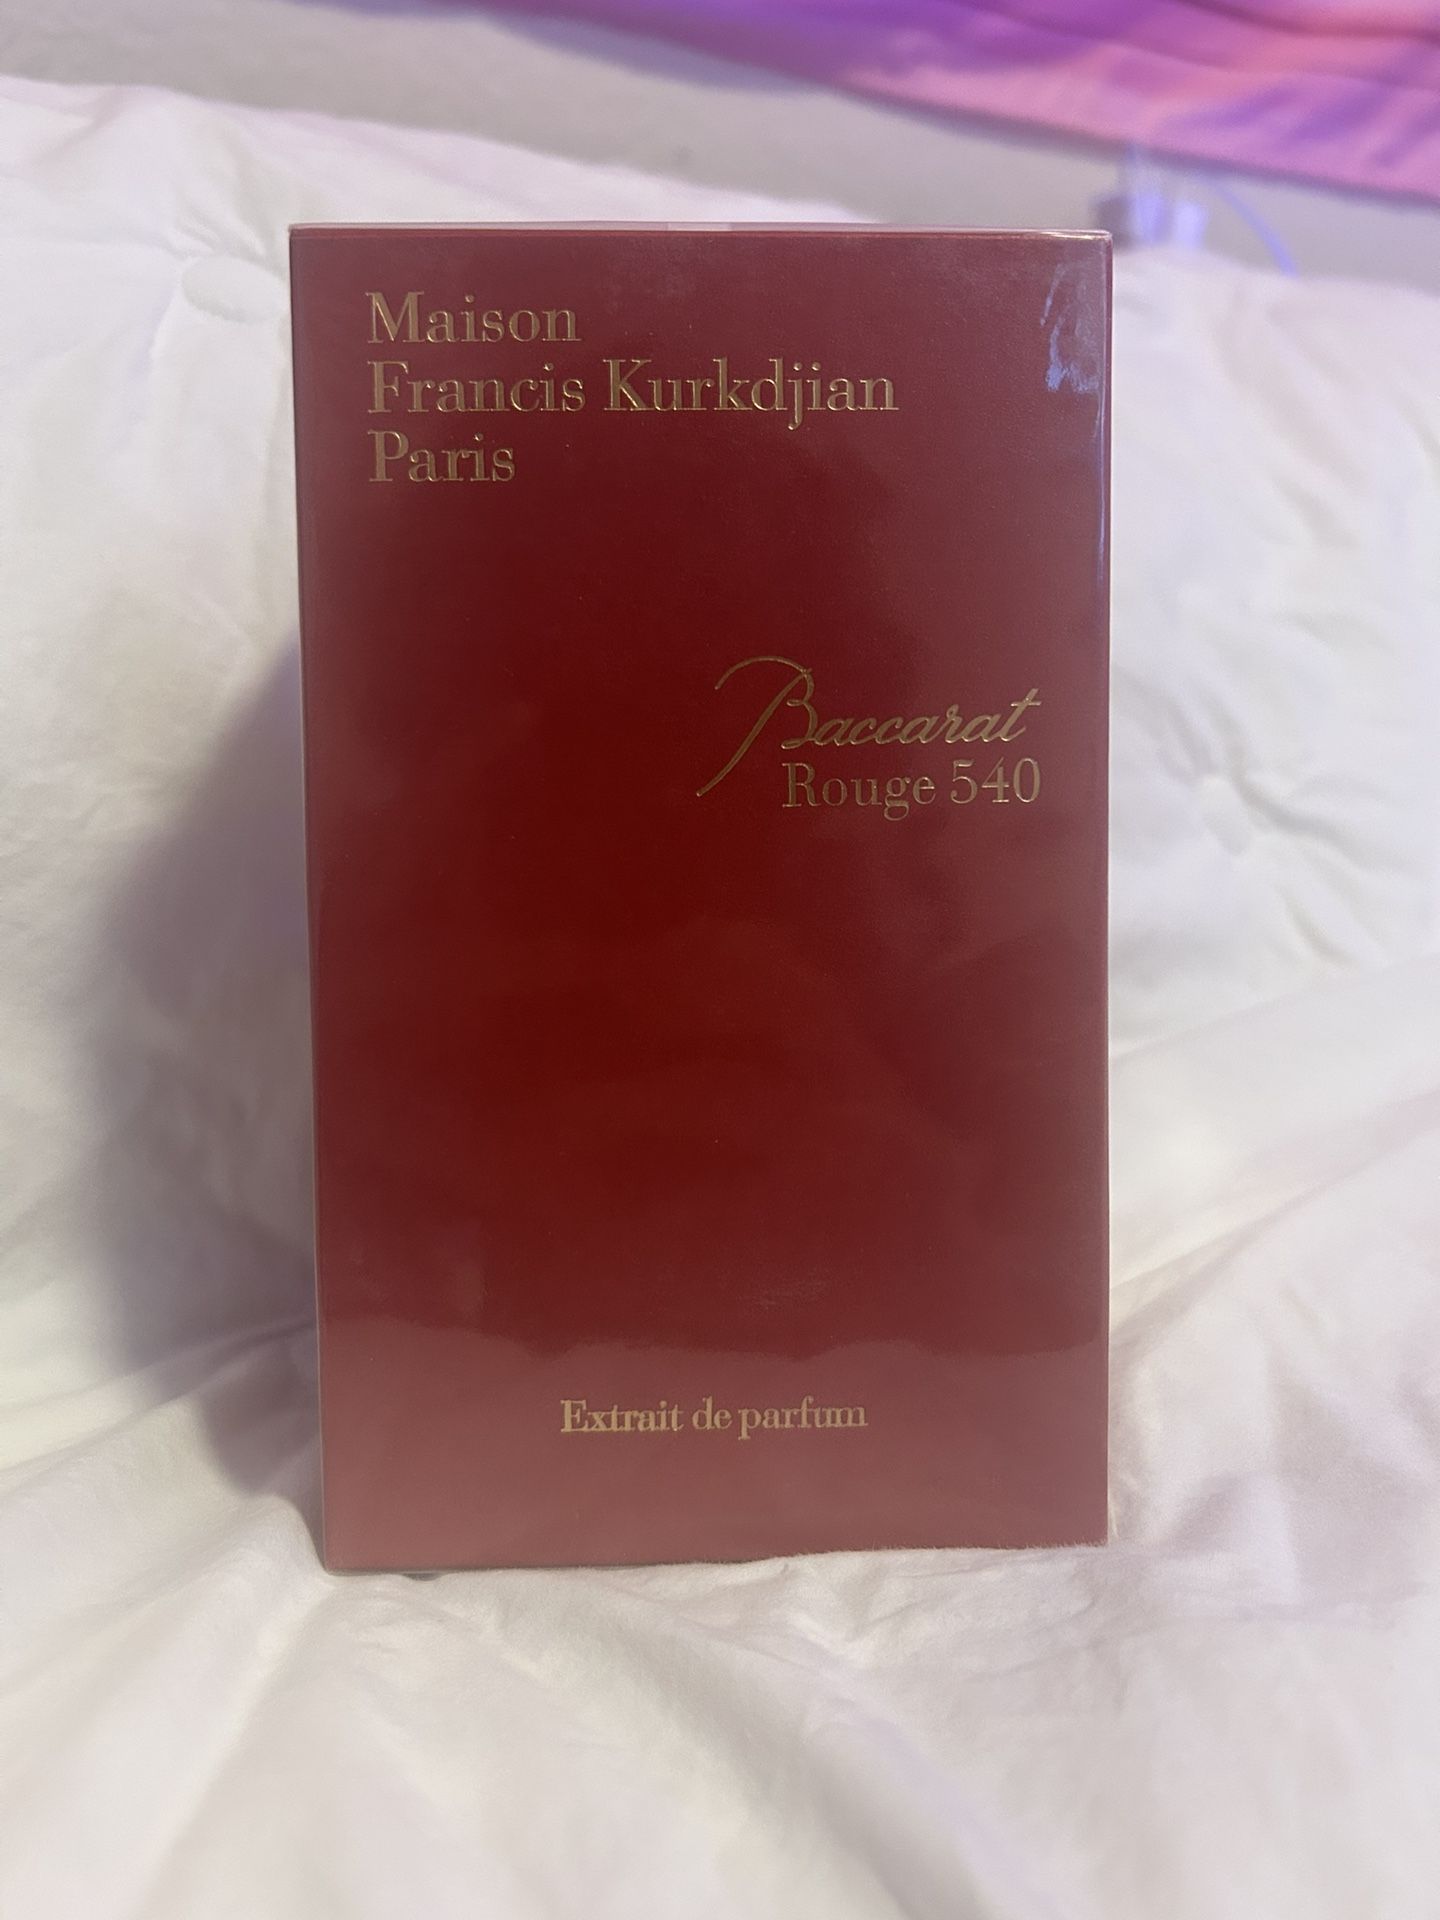 Maison
Francis Kurkdjian
Paris
Baccarat
Rouge 540
Extrait de parfum